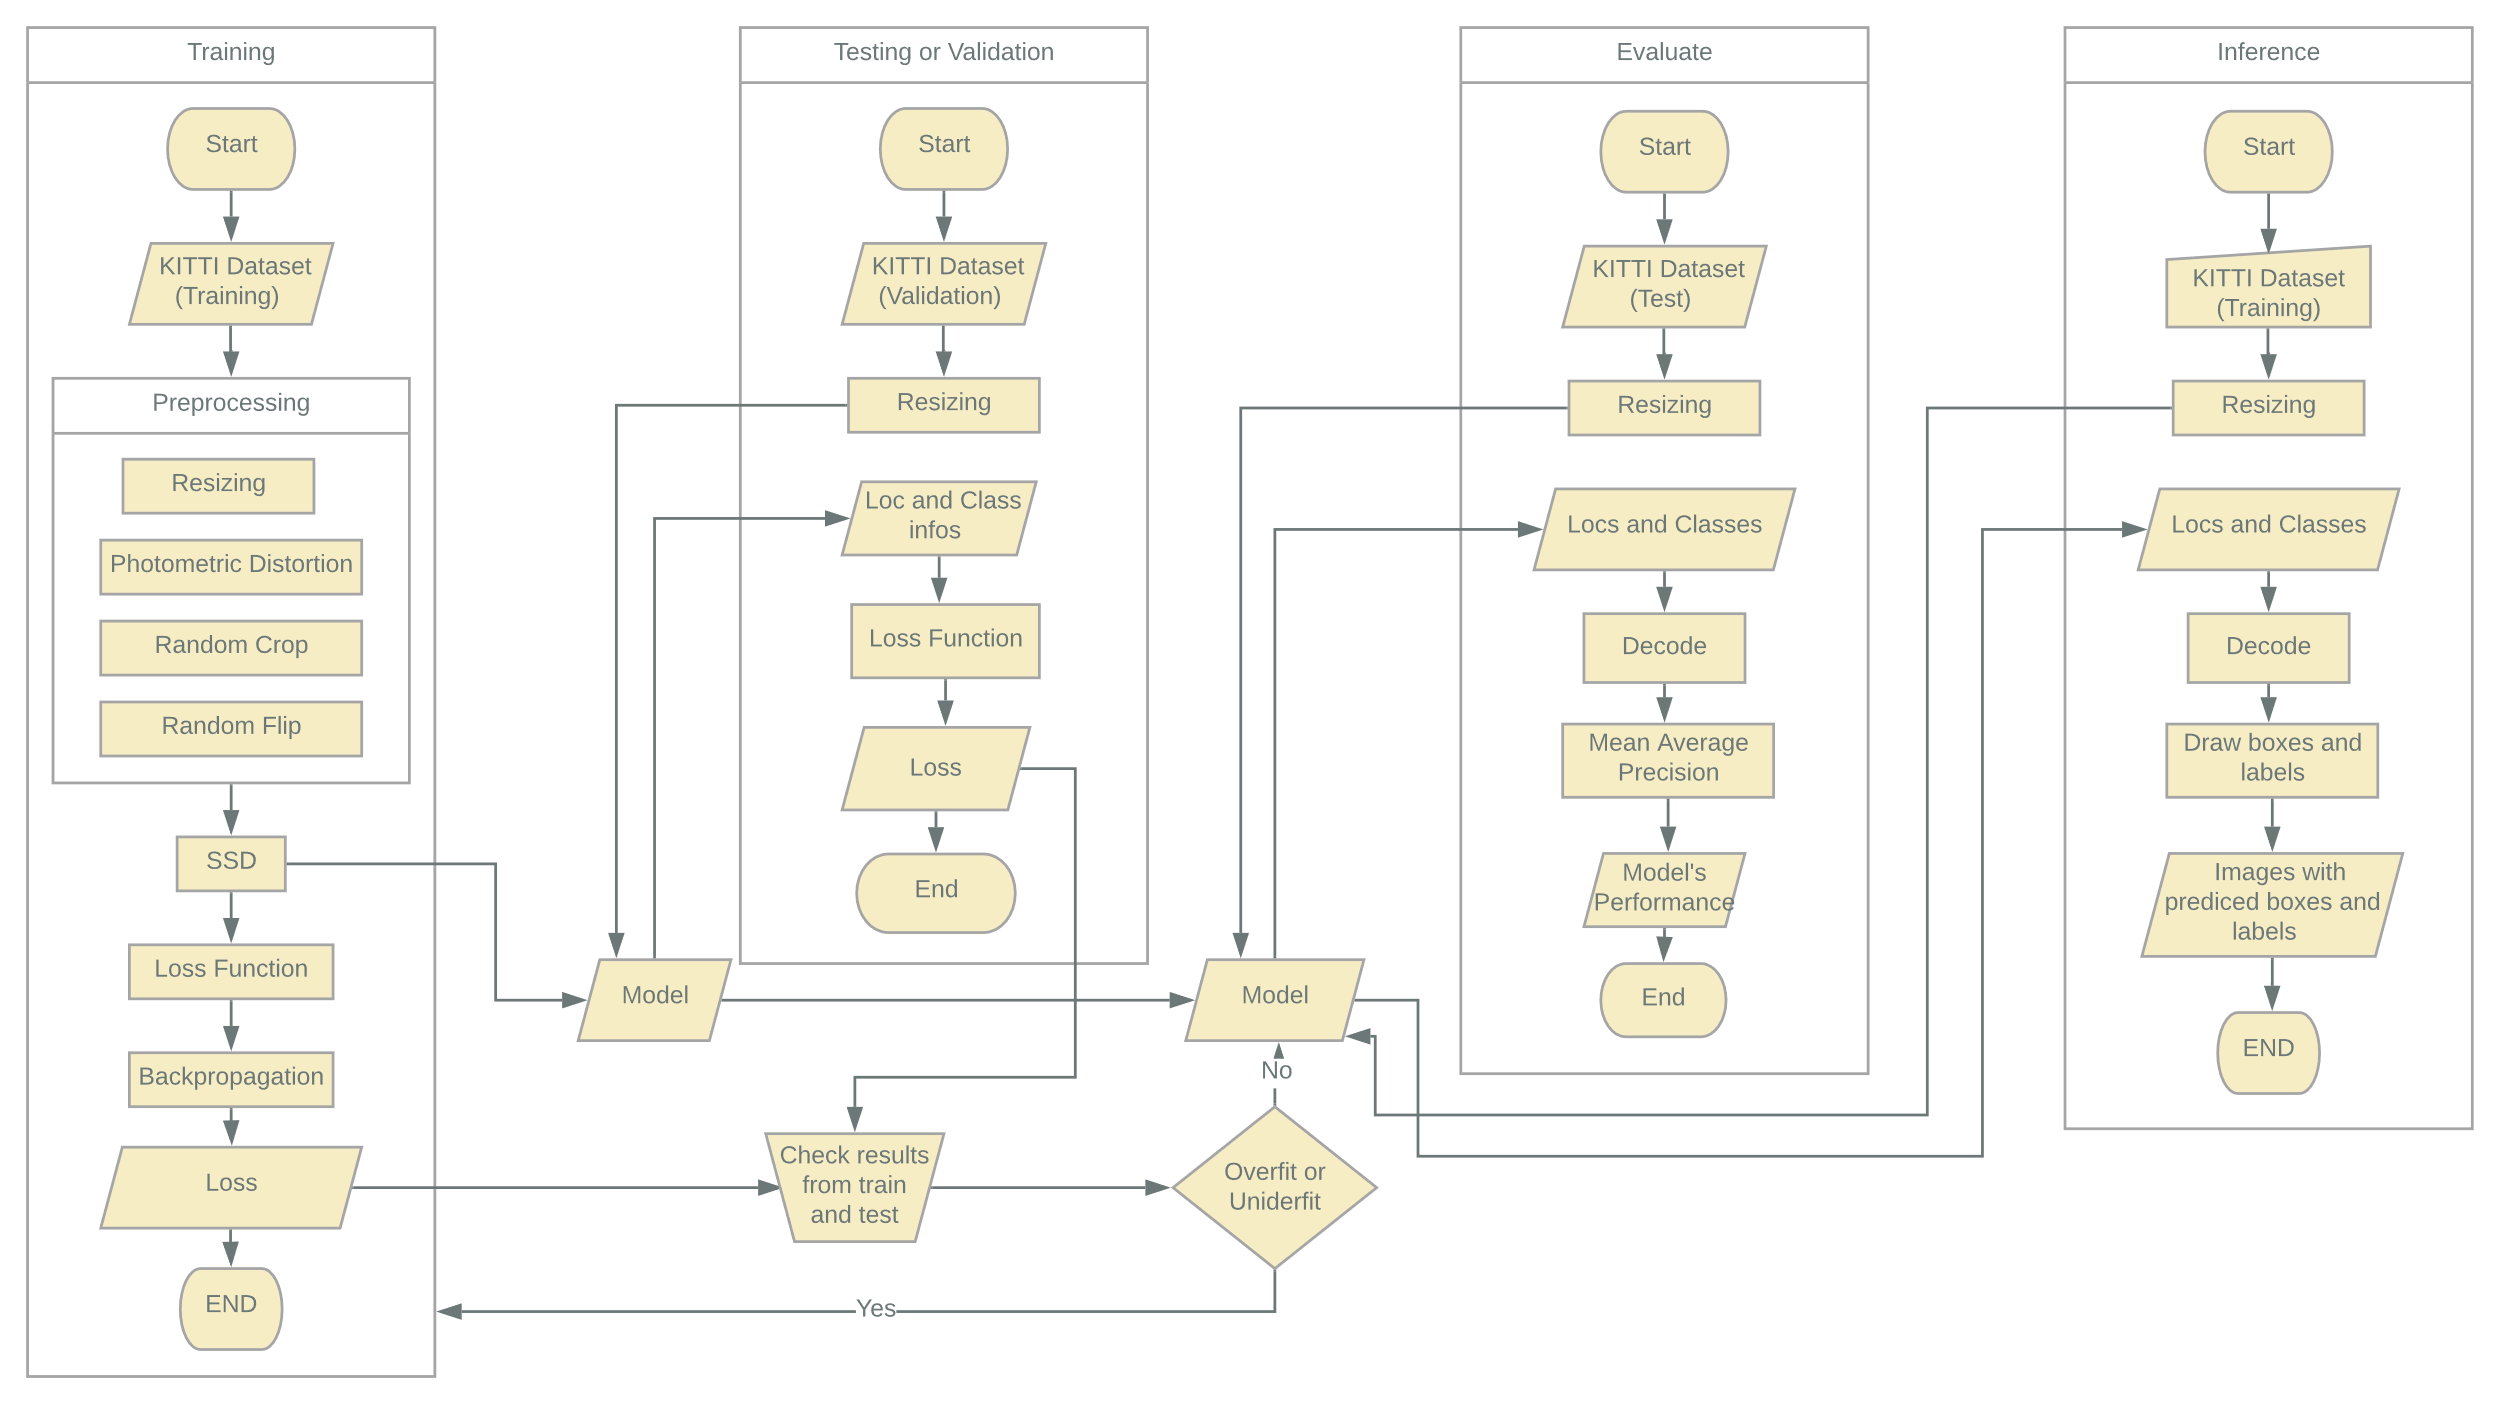 Training
Start
KITTI Dataset
(Training)
Preprocessing
Resizing
Photometric Distortion
Random Crop
Random Flip
SSD
Loss Function
Backpropagation
Loss
END
Testing or Validation
Start
KITTI Dataset
(Validation)
Resizing
Loc and Class
infos
Loss Function
Loss
End
Model
Check results
from train
and test
Model
No
Overfit or
Uniderfit
Yes
Evaluate
Start
KITTI Dataset
(Test)
Resizing
Locs and Classes
Decode
Mean Average
Precision
Model's
Performance
End
Inference
Start
KITTI Dataset
(Training)
Resizing
Locs and Classes
Decode
Draw boxes and
labels
Images with
prediced boxes and
labels
END